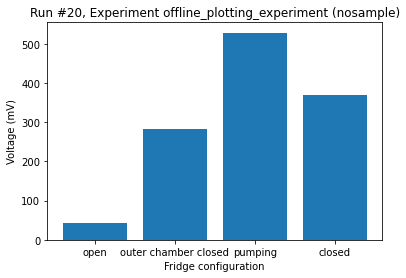 Run #20, Experiment offline_plotting_experiment (nosample)
500
400
300
200
100
0
Voltage (mV)
open outer chamber closed pumping closed
Fridge configuration